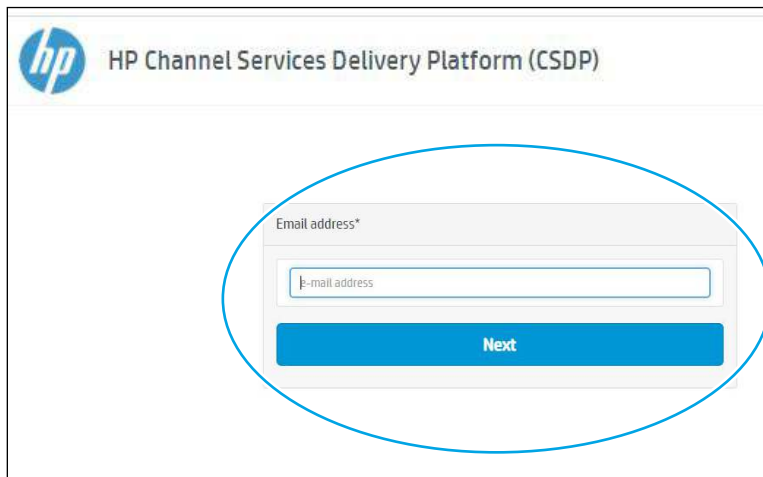 hp
HP Channel Services Delivery Platform (CSDP)
Email address*
e-mail address
Next